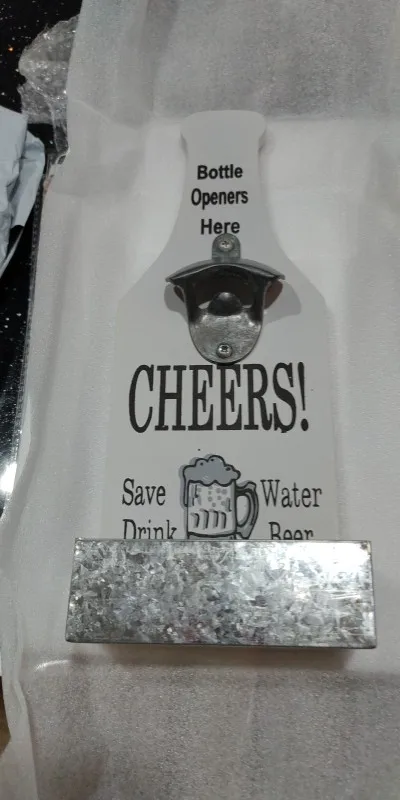 Bottle
Openers
Here
CHEERS!
Save Water
Drink Beer